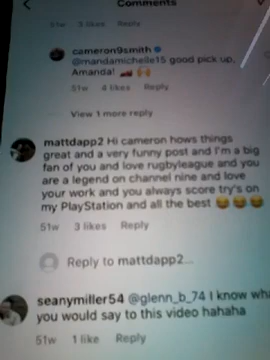 Comments
51w 3 likes Reply
cameron9smith
@mandamichelle15 good pick up,
Amanda!
51w 4 likes Reply
View 1 more reply
mattdapp2 Hi cameron hows things
great and a very funny post and I'm a big
fan of you and love rugbyleague and you
are a legend on channel nine and love
your work and you always score try's on
my PlayStation and all the best 😂😂😂
51w 3 likes Reply
Reply to mattdapp2...
seanymiller54 @glenn_b_74 I know
you would say to this video hahaha
51w 1 like Reply